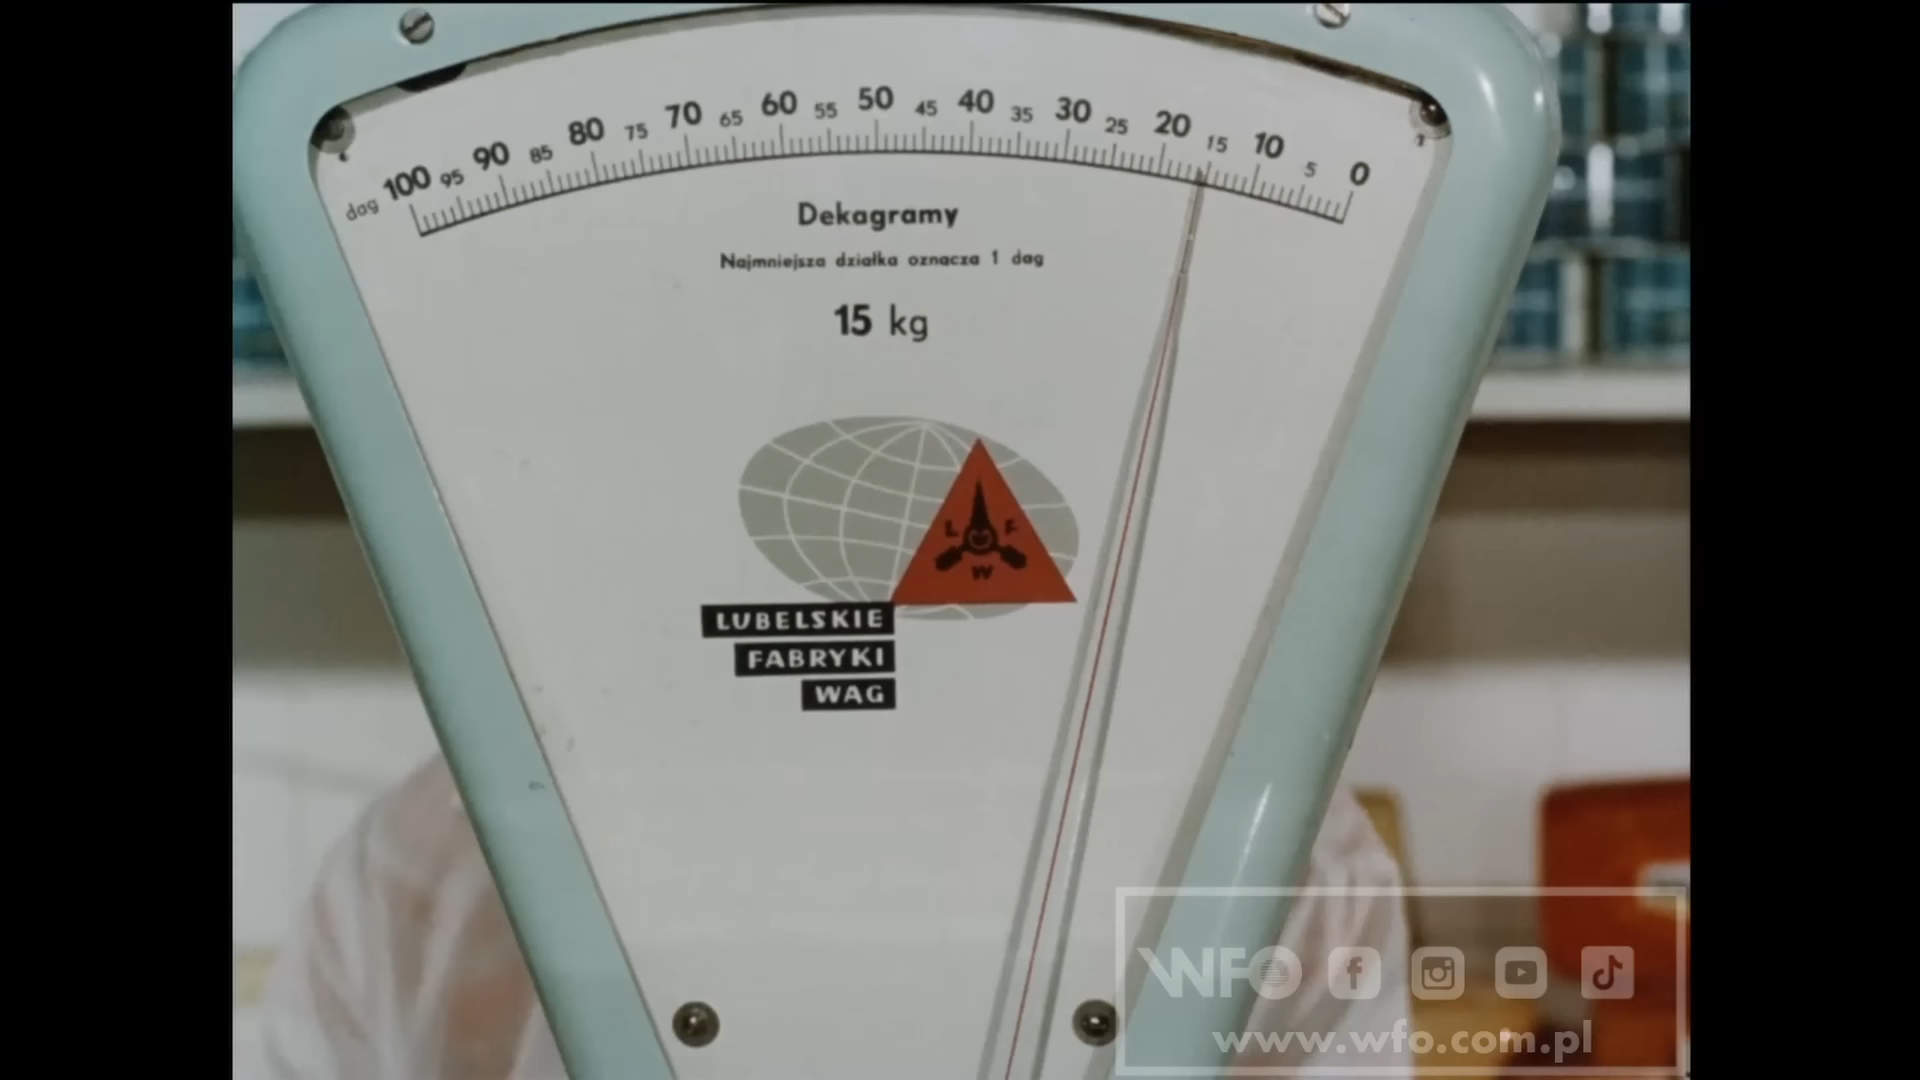 dag 100 95 90 85 80 75 70 65 60 55 50 45 40 35 30 25 20 15 10 5 0
Dekagramy
Najmniejsza działka oznacza 1 dag
15 kg
L F
W
LUBELSKIE
FABRYKI
WAG
WFO
www.wfo.com.pl